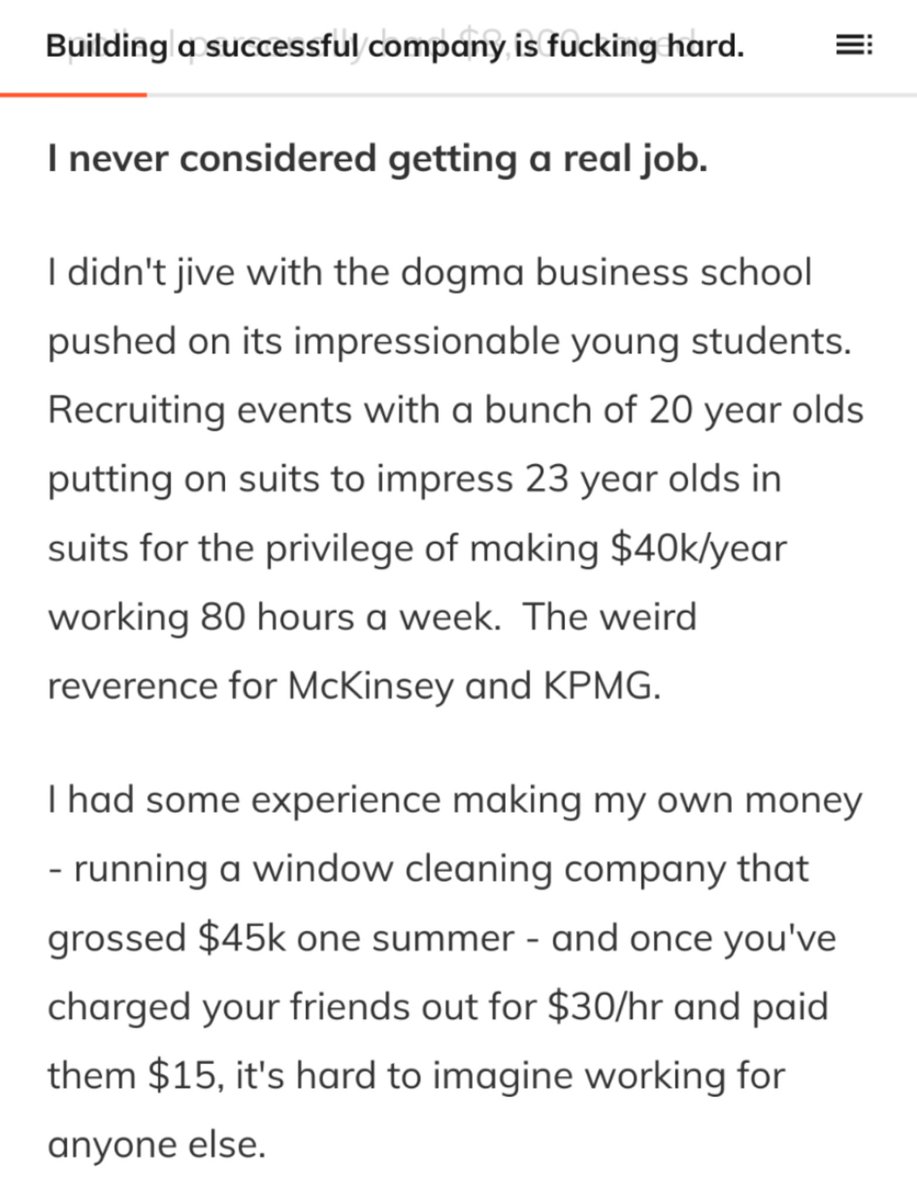 Building a successful company is fucking hard.
I never considered getting a real job.
I didn't jive with the dogma business school
pushed on its impressionable young students.
Recruiting events with a bunch of 20 year olds
putting on suits to impress 23 year olds in
suits for the privilege of making $40k/year
working 80 hours a week.  The weird
reverence for McKinsey and KPMG.
I had some experience making my own money
- running a window cleaning company that
grossed $45k one summer - and once you've
charged your friends out for $30/hr and paid
them $15, it's hard to imagine working for
anyone else.